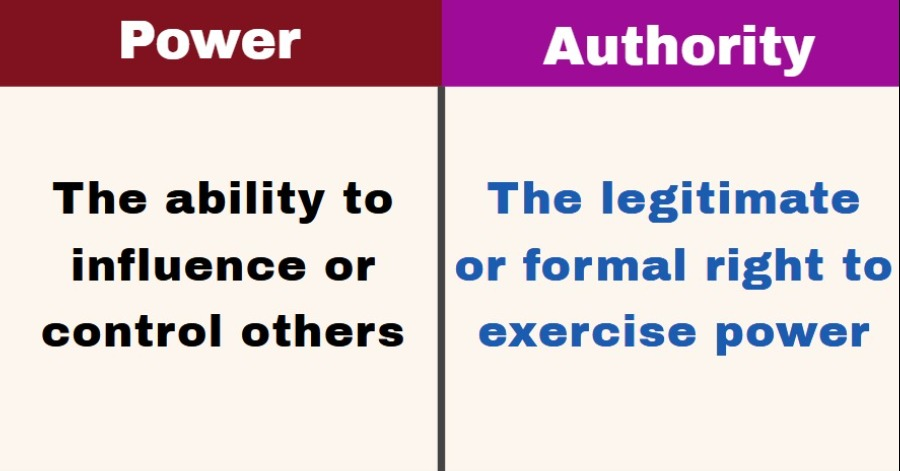 Power
The ability to
influence or
control others
Authority
The legitimate
or formal right to
exercise power